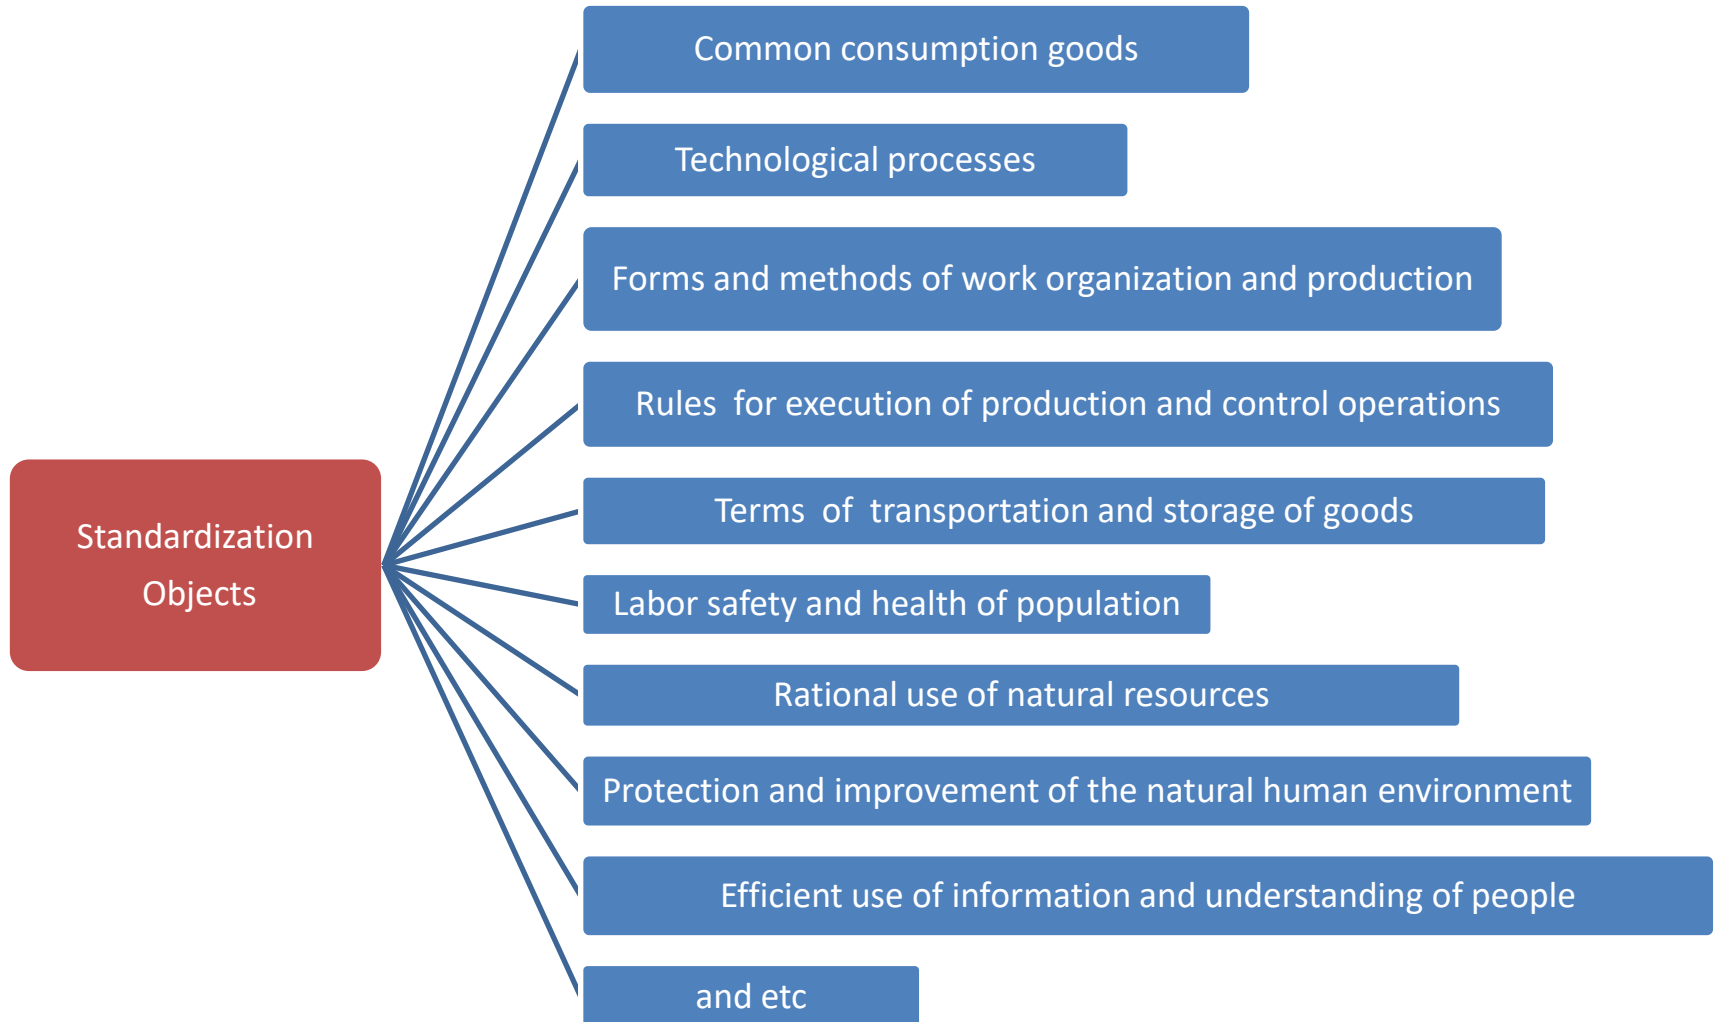 Common consumption goods
Technological processes
Forms and methods of work organization and production
Rules for execution of production and control operations
Standardization
Objects
Terms of transportation and storage of goods
Labor safety and health of population
Rational use of natural resources
Protection and improvement of the natural human environment
Efficient use of information and understanding of people
and etc